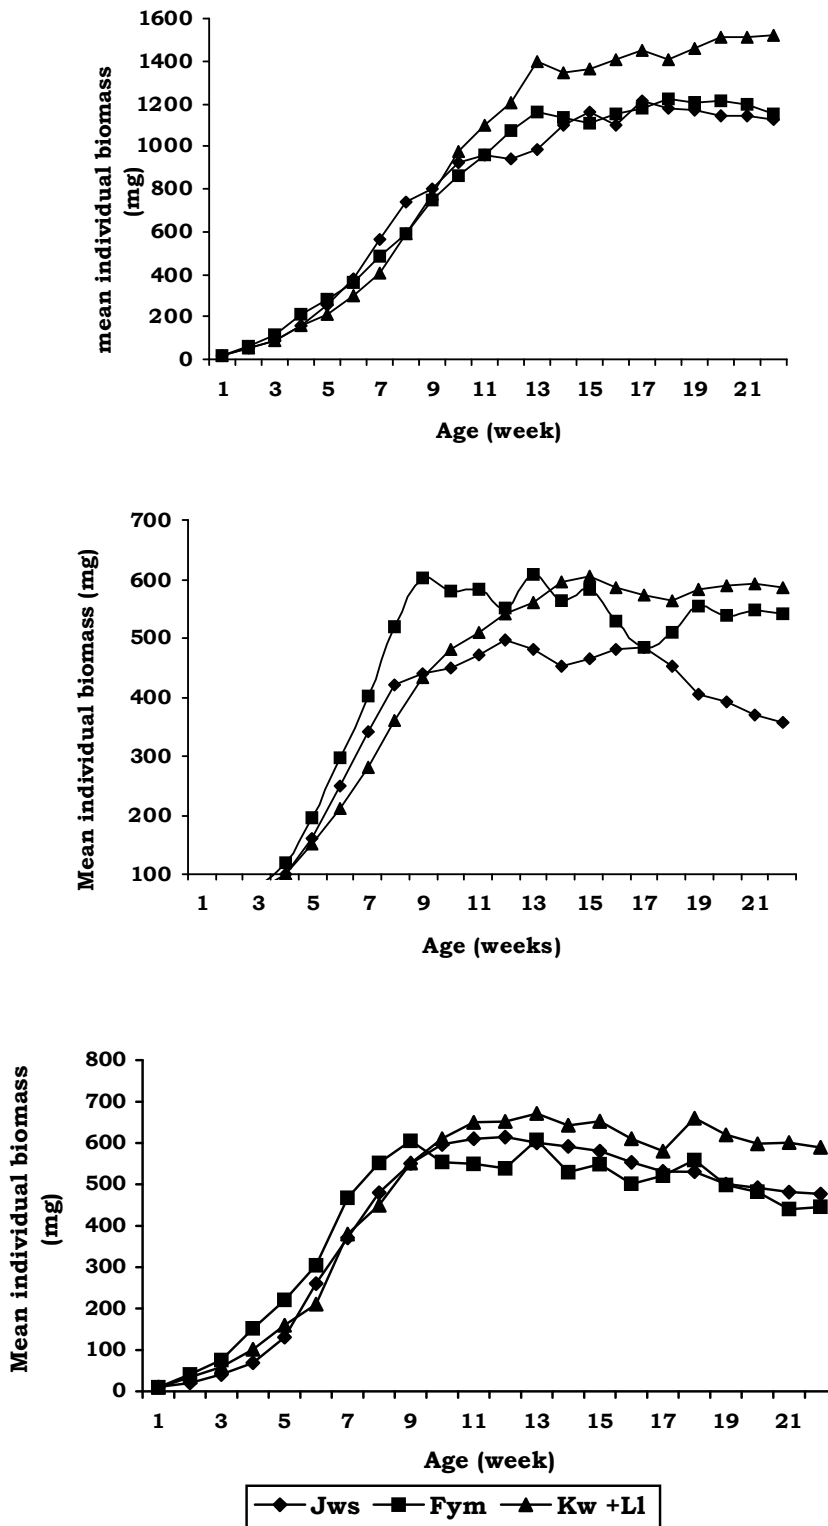 1600
1400
1200
1000
800
600
400
200
0
mean individual biomass
(mg)
1 3 5 7 9 11 13 15 17 19 21
Age (week)
700
600
500
400
300
200
100
Mean individual biomass (mg)
1 3 5 7 9 11 13 15 17 19 21
Age (weeks)
800
700
600
500
400
300
200
100
0
Mean individual biomass
(mg)
1 3 5 7 9 11 13 15 17 19 21
Age (week)
Jws Fym Kw +Ll